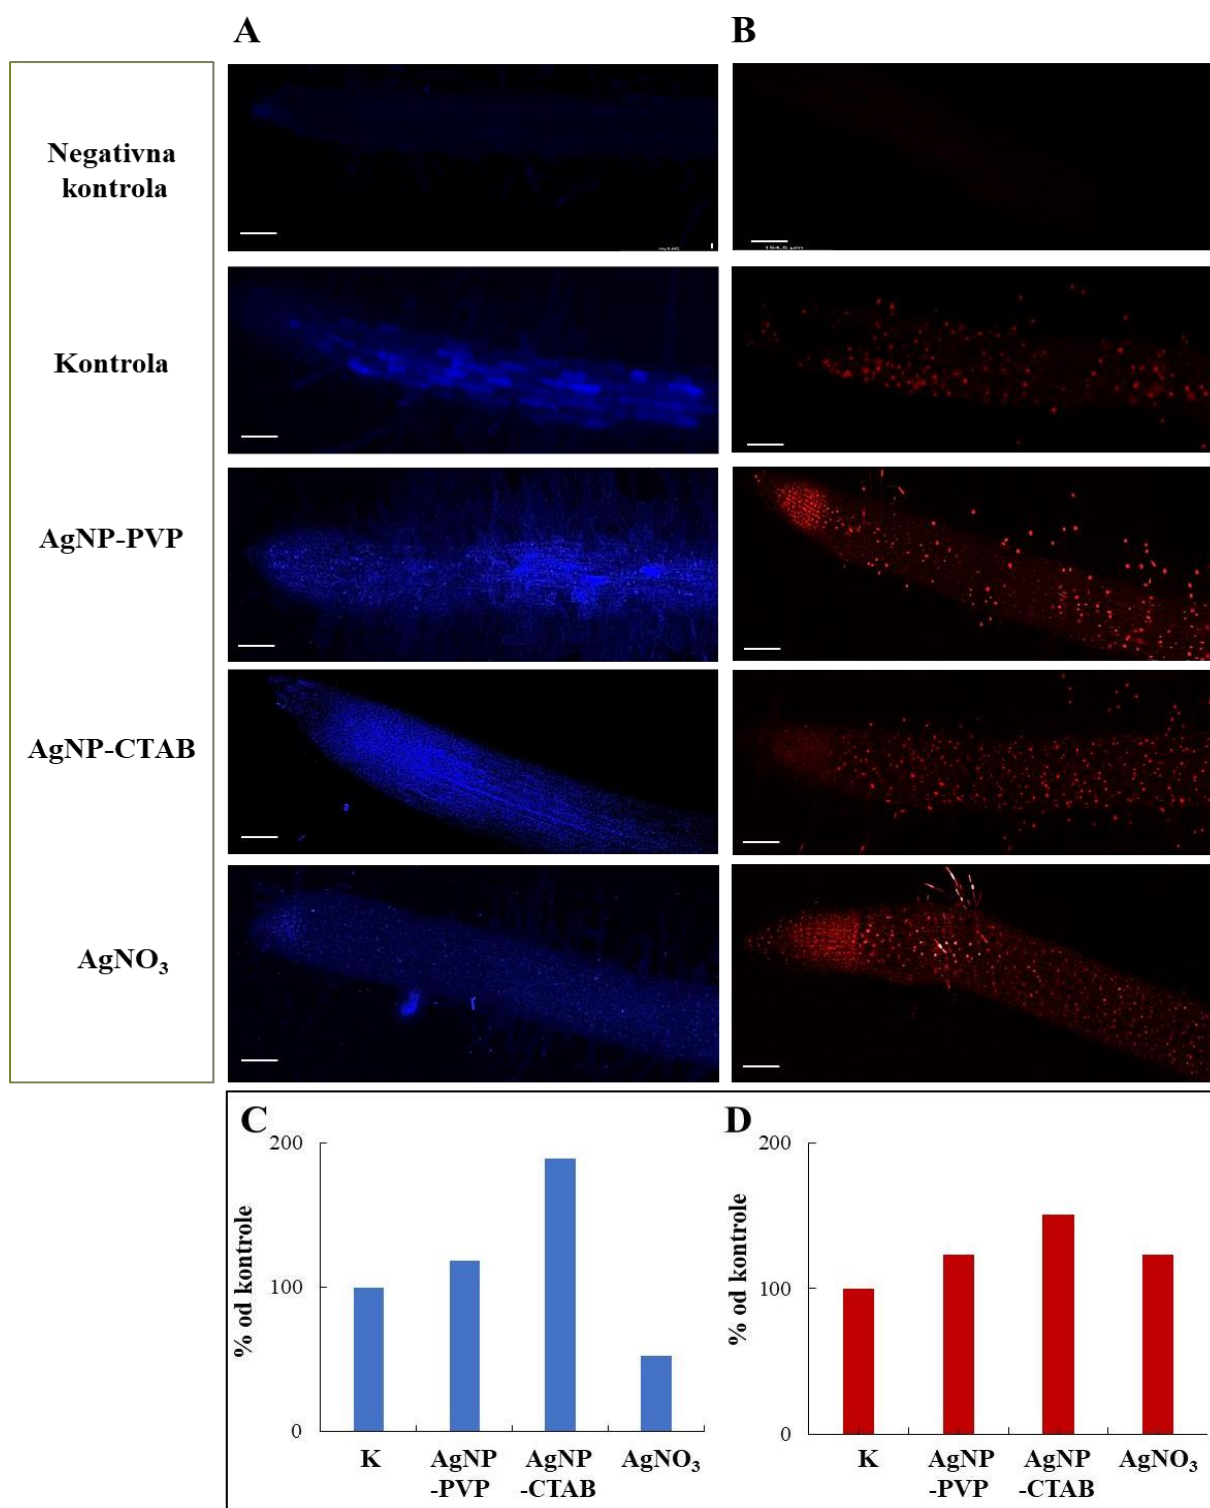 A
B
Negativna
kontrola
Kontrola
AgNP-PVP
AgNP-CTAB
AgNO₃
C
D
% od kontrole
200
100
0
K
AgNP
-PVP
AgNP
-CTAB
AgNO₃
% od kontrole
200
100
0
K
AgNP
-PVP
AgNP
-CTAB
AgNO₃